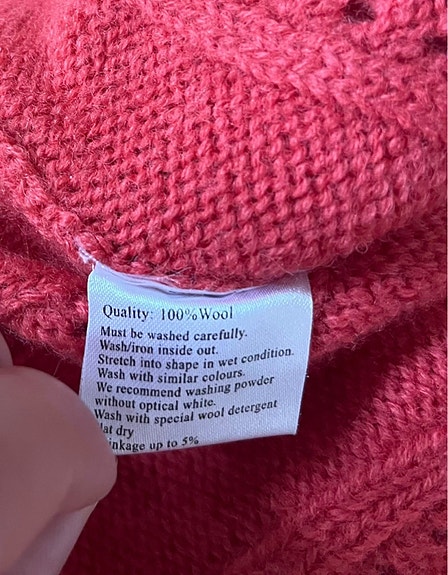 Quality: 100%Wool
Must be washed carefully.
Wash/iron inside out.
Stretch into shape in wet condition.
Wash with similar colours.
We recommend washing powder
without optical white.
Wash with special wool detergent
lat dry
inkage up to 5%